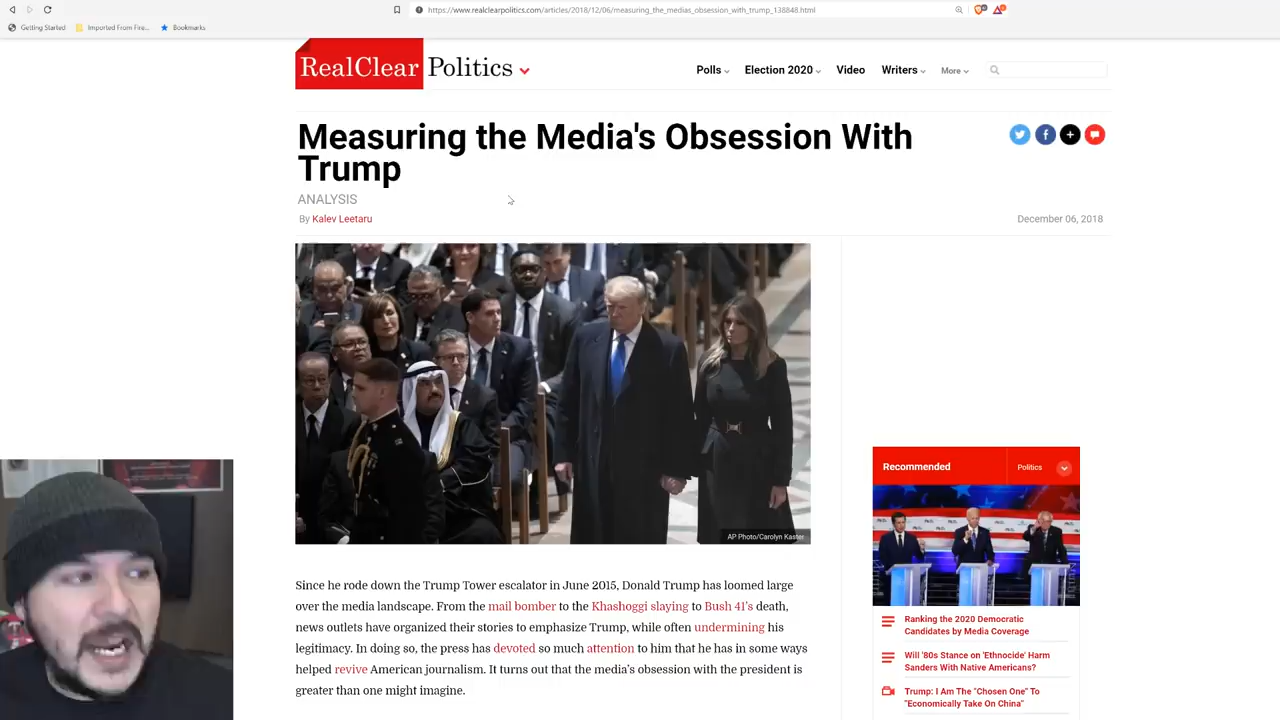 https://www.realclearpolitics.com/articles/2018/12/06/measuring_the_medias_obsession_with_trump_138848.html
Getting Started
Imported From Fire...
Bookmarks
RealClear Politics
Polls
Election 2020
Video
Writers
More
Measuring the Media's Obsession With
Trump
ANALYSIS
By Kalev Leetaru
December 06, 2018
AP Photo/Carolyn Kaster
Since he rode down the Trump Tower escalator in June 2015, Donald Trump has loomed large
over the media landscape. From the mail bomber to the Khashoggi slaying to Bush 41's death,
news outlets have organized their stories to emphasize Trump, while often undermining his
legitimacy. In doing so, the press has devoted so much attention to him that he has in some ways
helped revive American journalism. It turns out that the media's obsession with the president is
greater than one might imagine.
Recommended
Politics
Ranking the 2020 Democratic
Candidates by Media Coverage
Will '80s Stance on 'Ethnocide' Harm
Sanders With Native Americans?
Trump: I Am The "Chosen One" To
"Economically Take On China"